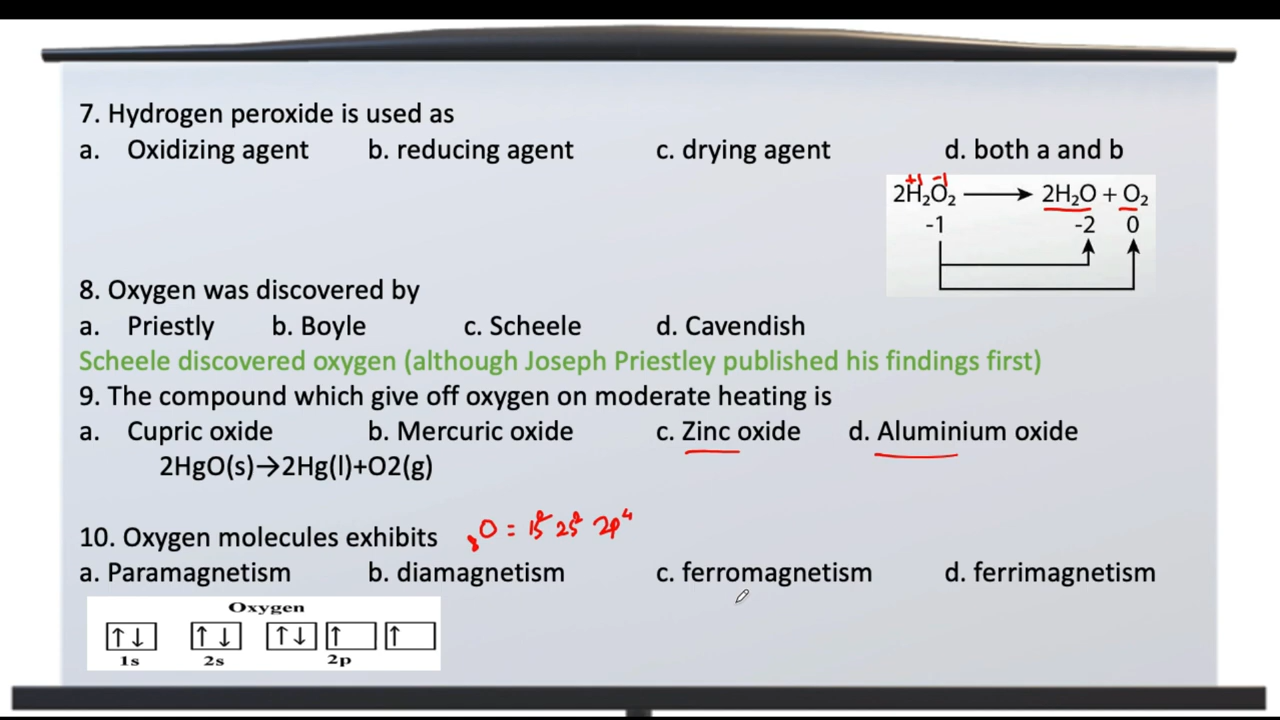 7. Hydrogen peroxide is used as
a. Oxidizing agent b. reducing agent c. drying agent d. both a and b
+1 -1
2H₂O₂ ⟶ 2H₂O + O₂
-1 -2 0
8. Oxygen was discovered by
a. Priestly b. Boyle c. Scheele d. Cavendish
Scheele discovered oxygen (although Joseph Priestley published his findings first)
9. The compound which give off oxygen on moderate heating is
a. Cupric oxide b. Mercuric oxide c. Zinc oxide d. Aluminium oxide
2HgO(s)→2Hg(l)+O2(g)
10. Oxygen molecules exhibits ₈O = 1s² 2s² 2p⁴
a. Paramagnetism b. diamagnetism c. ferromagnetism d. ferrimagnetism
Oxygen
↑↓ ↑↓ ↑↓ ↑ ↑
1s 2s 2p